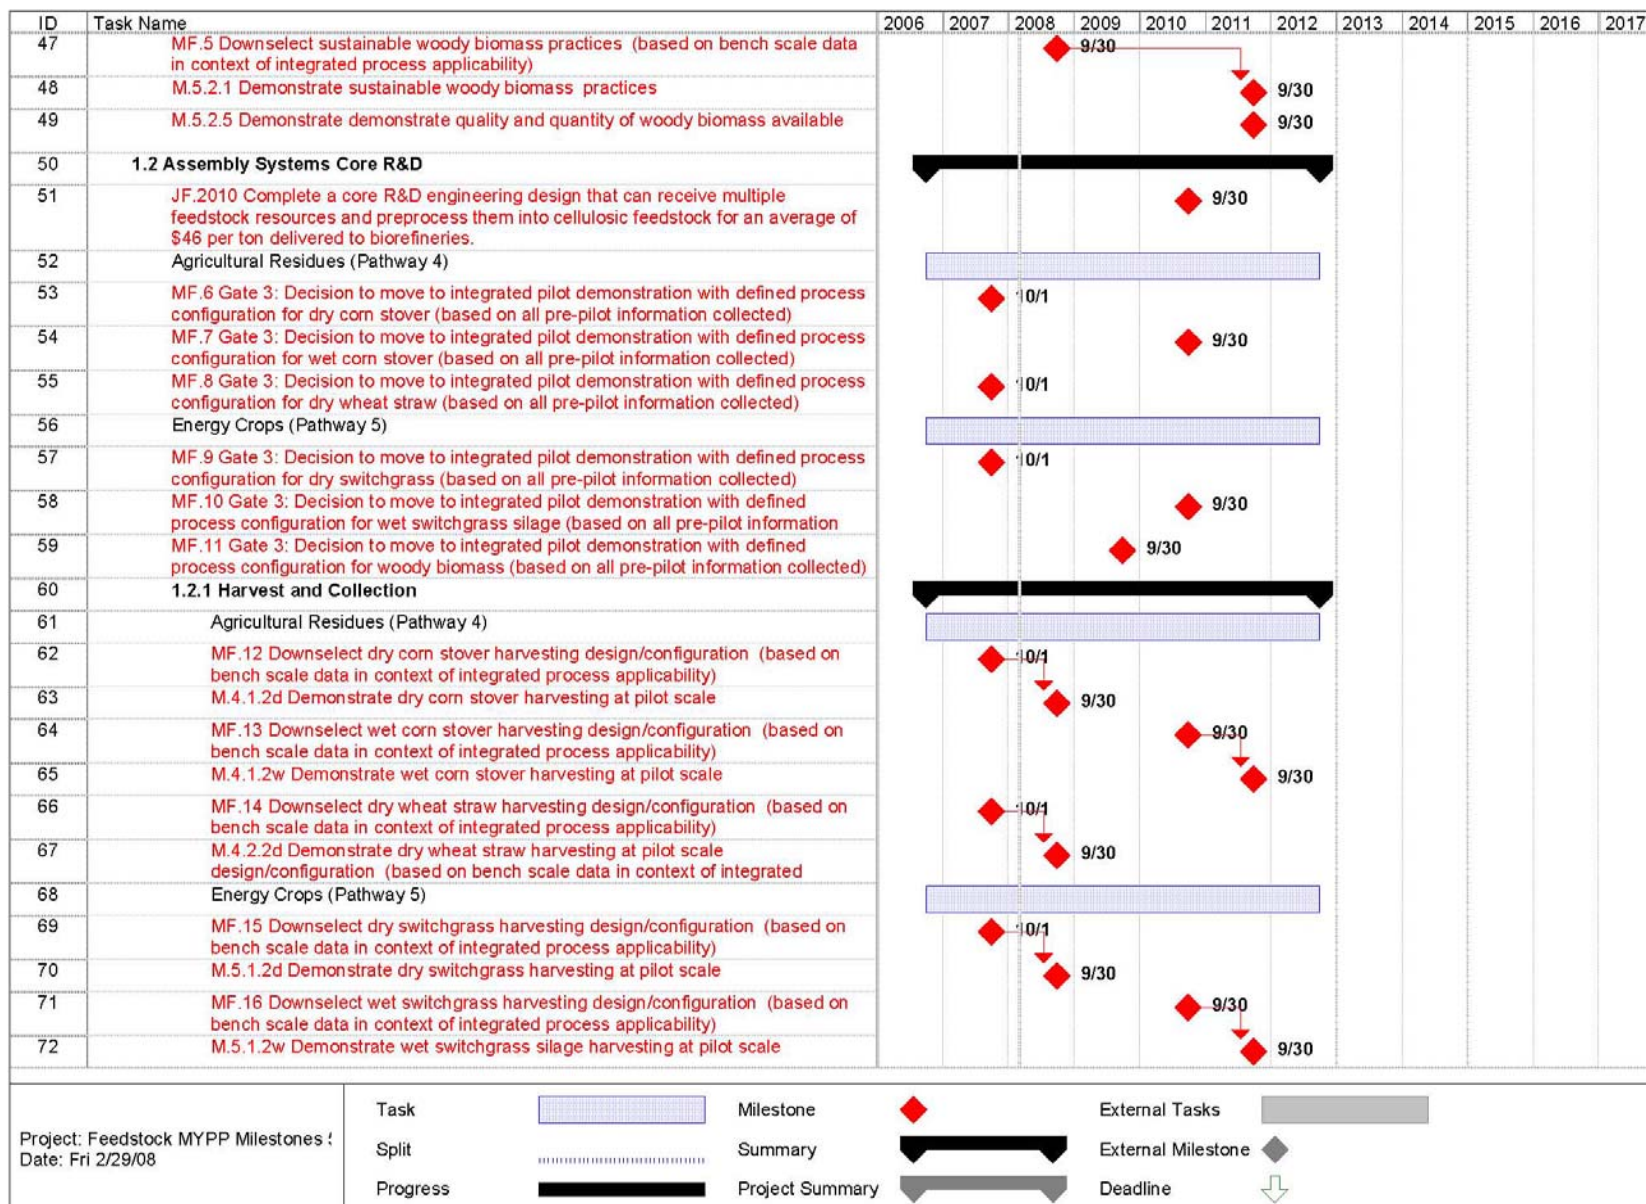 ID Task Name 2006 2007 2008 2009 2010 2011 2012 2013 2014 2015 2016 2017
47 MF.5 Downselect sustainable woody biomass practices (based on bench scale data 9/30
in context of integrated process applicability)
48 M.5.2.1 Demonstrate sustainable woody biomass practices 9/30
49 M.5.2.5 Demonstrate demonstrate quality and quantity of woody biomass available 9/30
50 1.2 Assembly Systems Core R&D
51 JF.2010 Complete a core R&D engineering design that can receive multiple 9/30
feedstock resources and preprocess them into cellulosic feedstock for an average of
$46 per ton delivered to biorefineries.
52 Agricultural Residues (Pathway 4)
53 MF.6 Gate 3: Decision to move to integrated pilot demonstration with defined process 10/1
configuration for dry corn stover (based on all pre-pilot information collected)
54 MF.7 Gate 3: Decision to move to integrated pilot demonstration with defined process 9/30
configuration for wet corn stover (based on all pre-pilot information collected)
55 MF.8 Gate 3: Decision to move to integrated pilot demonstration with defined process 10/1
configuration for dry wheat straw (based on all pre-pilot information collected)
56 Energy Crops (Pathway 5)
57 MF.9 Gate 3: Decision to move to integrated pilot demonstration with defined process 10/1
configuration for dry switchgrass (based on all pre-pilot information collected)
58 MF.10 Gate 3: Decision to move to integrated pilot demonstration with defined 9/30
process configuration for wet switchgrass silage (based on all pre-pilot information
59 MF.11 Gate 3: Decision to move to integrated pilot demonstration with defined 9/30
process configuration for woody biomass (based on all pre-pilot information collected)
60 1.2.1 Harvest and Collection
61 Agricultural Residues (Pathway 4)
62 MF.12 Downselect dry corn stover harvesting design/configuration (based on 10/1
bench scale data in context of integrated process applicability)
63 M.4.1.2d Demonstrate dry corn stover harvesting at pilot scale 9/30
64 MF.13 Downselect wet corn stover harvesting design/configuration (based on 9/30
bench scale data in context of integrated process applicability)
65 M.4.1.2w Demonstrate wet corn stover harvesting at pilot scale 9/30
66 MF.14 Downselect dry wheat straw harvesting design/configuration (based on 10/1
bench scale data in context of integrated process applicability)
67 M.4.2.2d Demonstrate dry wheat straw harvesting at pilot scale 9/30
design/configuration (based on bench scale data in context of integrated
68 Energy Crops (Pathway 5)
69 MF.15 Downselect dry switchgrass harvesting design/configuration (based on 10/1
bench scale data in context of integrated process applicability)
70 M.5.1.2d Demonstrate dry switchgrass harvesting at pilot scale 9/30
71 MF.16 Downselect wet switchgrass harvesting design/configuration (based on 9/30
bench scale data in context of integrated process applicability)
72 M.5.1.2w Demonstrate wet switchgrass silage harvesting at pilot scale 9/30
Project: Feedstock MYPP Milestones
Date: Fri 2/29/08
Task Milestone External Tasks
Split Summary External Milestone
Progress Project Summary Deadline